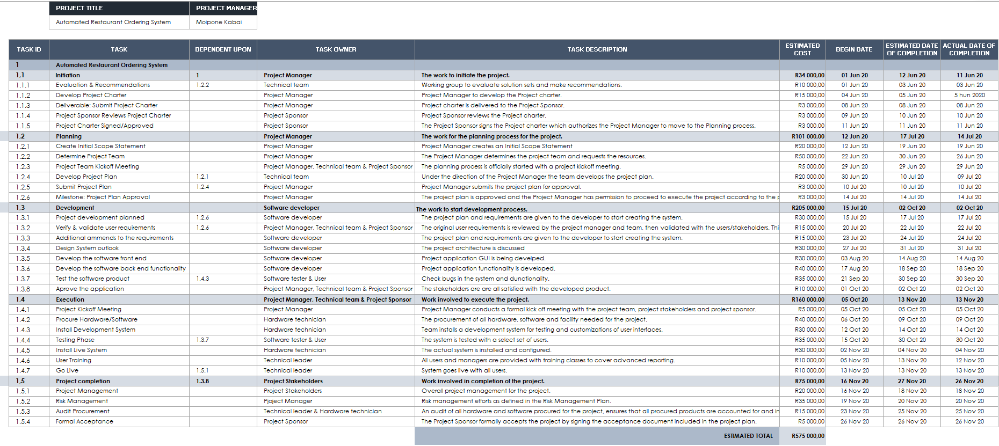 PROJECT TITLE PROJECT MANAGER
Automated Restaurant Ordering System Moipone Kabai
TASK ID TASK DEPENDENT UPON TASK OWNER TASK DESCRIPTION ESTIMATED COST BEGIN DATE ESTIMATED DATE OF COMPLETION ACTUAL DATE OF COMPLETION
1 Automated Restaurant Ordering System
1,1 Initiation 1 Project Manager The work to initiate the project. R34 000,00 01 Jun 20 12 Jun 20 11 Jun 20
1.1.1 Evaluation & Recommendations 1.2.2 Technical team Working group to evaluate solution sets and make recommendations. R10 000,00 01 Jun 20 03 Jun 20 03 Jun 20
1.1.2 Develop Project Charter Project Manager Project Manager to develop the Project charter. R15 000,00 04 Jun 20 05 Jun 20 5 hun 2020
1.1.3 Deliverable: Submit Project Charter Project Manager Project charter is delivered to the Project Sponsor. R3 000,00 08 Jun 20 08 Jun 20 08 Jun 20
1.1.4 Project Sponsor Reviews Project Charter Project Sponsor Project Sponsor reviews the Project charter. R3 000,00 09 Jun 20 10 Jun 20 10 Jun 20
1.1.5 Project Charter Signed/Approved Project Sponsor The Project Sponsor signs the Project charter which authorizes the Project Manager to move to the Planning process. R3 000,00 11 Jun 20 11 Jun 20 11 Jun 20
1,2 Planning Project Manager The work for the planning process for the project. R101 000,00 12 Jun 20 17 Jul 20 14 Jul 20
1.2.1 Create Initial Scope Statement Project Manager Project Manager creates an Initial Scope Statement R20 000,00 12 Jun 20 19 Jun 20 19 Jun 20
1.2.2 Determine Project Team Project Manager The Project Manager determines the project team and requests the resources. R50 000,00 22 Jun 20 30 Jun 20 26 Jun 20
1.2.3 Project Team Kickoff Meeting Project Manager, Technical team & Project Sponsor The planning process is officially started with a project kickoff meeting. R5 000,00 29 Jun 20 29 Jun 20 29 Jun 20
1.2.4 Develop Project Plan 1.2.1 Technical team Under the direction of the Project Manager the team develops the project plan. R20 000,00 30 Jun 20 10 Jul 20 09 Jul 20
1.2.5 Submit Project Plan 1.2.4 Project Manager Project Manager submits the project plan for approval. R3 000,00 10 Jul 20 10 Jul 20 10 Jul 20
1.2.6 Milestone: Project Plan Approval Project Manager The project plan is approved and the Project Manager has permission to proceed to execute the project according to the p R3 000,00 14 Jul 20 14 Jul 20 14 Jul 20
1,3 Development Software developer The work to start development process. R205 000,00 15 Jul 20 02 Oct 20 02 Oct 20
1.3.1 Project development planned 1.2.6 Software developer The project plan and requirements are given to the developer to start creating the system. R30 000,00 15 Jul 20 17 Jul 20 17 Jul 20
1.3.2 Verify & validate user requirements 1.2.6 Project Manager, Technical team & Project Sponsor The original user requirements is reviewed by the project manager and team, then validated with the users/stakeholders. Thi R15 000,00 20 Jul 20 22 Jul 20 22 Jul 20
1.3.3 Additional ammends to the requirements Software developer The project plan and requirements are given to the developer to start creating the system. R15 000,00 23 Jul 20 24 Jul 20 24 Jul 20
1.3.4 Design System outlook Software developer The project architecture is discussed R30 000,00 27 Jul 20 31 Jul 20 31 Jul 20
1.3.5 Develop the software front end Software developer Project application GUI is being develped. R30 000,00 03 Aug 20 14 Aug 20 14 Aug 20
1.3.6 Develop the software back end functionality Software developer Project application functionality is developed. R40 000,00 17 Aug 20 18 Sep 20 18 Sep 20
1.3.7 Test the software product 1.4.3 Software tester & User Check bugs in the system and dunctionality. R35 000,00 21 Sep 20 30 Sep 20 30 Sep 20
1.3.8 Aprove the application Project Manager, Technical team & Project Sponsor The stakeholders are are all satisfied with the developed product. R10 000,00 01 Oct 20 02 Oct 20 02 Oct 20
1,4 Execution Project Manager, Technical team & Project Sponsor Work involved to execute the project. R160 000,00 05 Oct 20 13 Nov 20 13 Nov 20
1.4.1 Project Kickoff Meeting Project Manager Project Manager conducts a formal kick off meeting with the project team, project stakeholders and project sponsor. R5 000,00 05 Oct 20 05 Oct 20 05 Oct 20
1.4.2 Procure Hardware/Software Hardware technician The procurement of all hardware, software and facility needed for the project. R40 000,00 06 Oct 20 09 Oct 20 09 Oct 20
1.4.3 Install Development System Hardware technician Team installs a development system for testing and customizations of user interfaces. R30 000,00 12 Oct 20 14 Oct 20 14 Oct 20
1.4.4 Testing Phase 1.3.7 Software tester & User The system is tested with a select set of users. R35 000,00 15 Oct 20 30 Oct 20 30 Oct 20
1.4.5 Install Live System Hardware technician The actual system is installed and configured. R30 000,00 02 Nov 20 04 Nov 20 04 Nov 20
1.4.6 User Training Technical leader All users and managers are provided with training classes to cover advanced reporting. R10 000,00 05 Nov 20 13 Nov 20 12 Nov 20
1.4.7 Go Live 1.5.1 Technical leader System goes live with all users. R10 000,00 13 Nov 20 13 Nov 20 13 Nov 20
1,5 Project completion 1.3.8 Project Stakeholders Work involved in completion of the project. R75 000,00 16 Nov 20 27 Nov 20 26 Nov 20
1.5.1 Project Management Project Stakeholders Overall project management for the project. R20 000,00 16 Nov 20 18 Nov 20 18 Nov 20
1.5.2 Risk Management Pjoject Manager Risk management efforts as defined in the Risk Management Plan. R35 000,00 19 Nov 20 20 Nov 20 20 Nov 20
1.5.3 Audit Procurement Technical leader & Hardware technician An audit of all hardware and software procured for the project, ensures that all procured products are accounted for and in R15 000,00 23 Nov 20 25 Nov 20 25 Nov 20
1.5.4 Formal Acceptance Project Sponsor The Project Sponsor formally accepts the project by signing the acceptance document included in the project plan. R5 000,00 26 Nov 20 26 Nov 20 26 Nov 20
ESTIMATED TOTAL R575 000,00